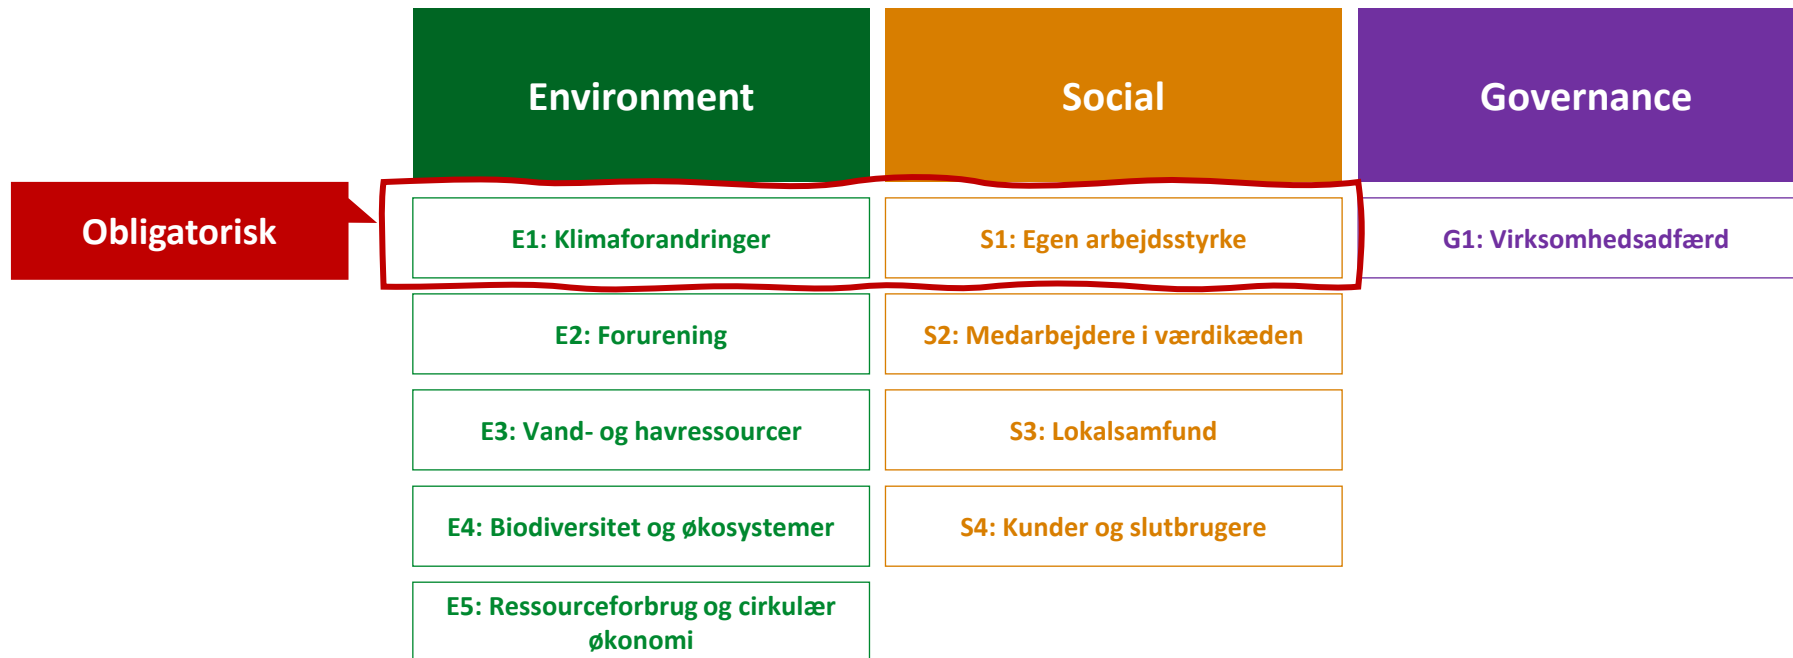 Environment
Social
Governance
Obligatorisk
E1: Klimaforandringer
S1: Egen arbejdsstyrke
G1: Virksomhedsadfærd
E2: Forurening
S2: Medarbejdere i værdikæden
E3: Vand- og havressourcer
S3: Lokalsamfund
E4: Biodiversitet og økosystemer
S4: Kunder og slutbrugere
E5: Ressourceforbrug og cirkulær
økonomi